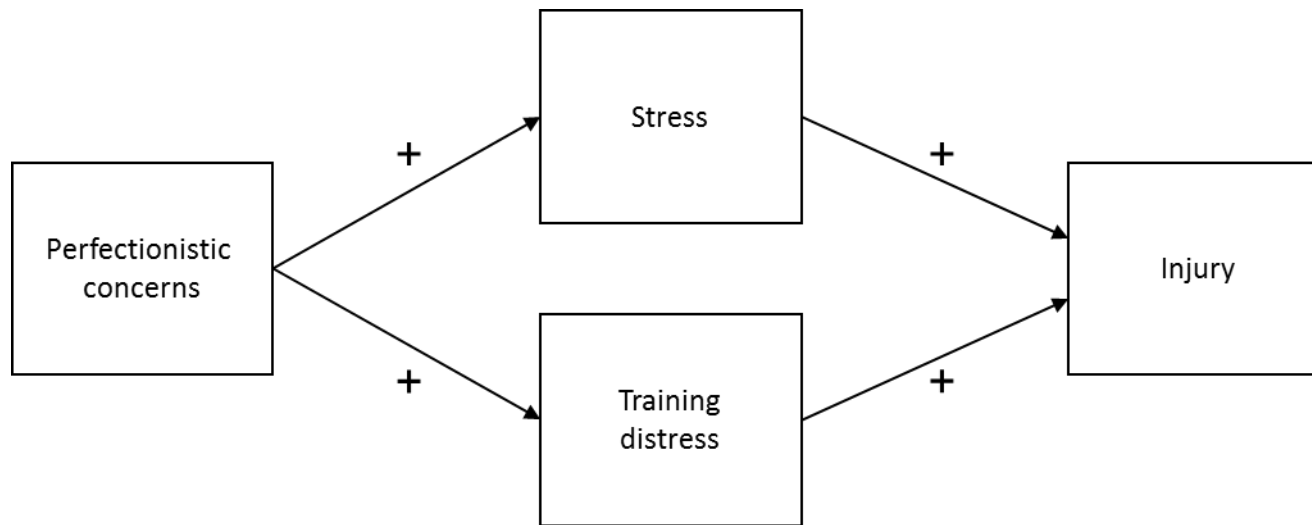 Stress
+
+
Perfectionistic
concerns
Injury
+
+
Training
distress